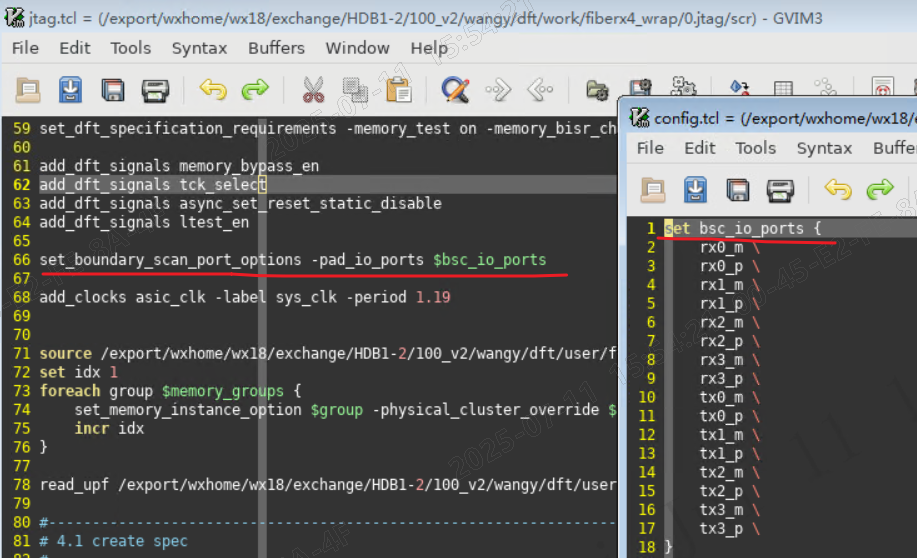 jtag.tcl = (/export/wxhome/wx18/exchange/HDB1-2/100_v2/wangy/dft/work/fiberx4_wrap/0.jtag/scr) - GVIM3
File Edit Tools Syntax Buffers Window Help
59 set_dft_specification_requirements -memory_test on -memory_bisr_ch
60
61 add_dft_signals memory_bypass_en
62 add_dft_signals tck_select
63 add_dft_signals async_set_reset_static_disable
64 add_dft_signals ltest_en
65
66 set_boundary_scan_port_options -pad_io_ports $bsc_io_ports
67
68 add_clocks asic_clk -label sys_clk -period 1.19
69
70
71 source /export/wxhome/wx18/exchange/HDB1-2/100_v2/wangy/dft/user/f
72 set idx 1
73 foreach group $memory_groups {
74 set_memory_instance_option $group -physical_cluster_override $
75 incr idx
76 }
77
78 read_upf /export/wxhome/wx18/exchange/HDB1-2/100_v2/wangy/dft/user
79
80 #--------------------------------------------------------------
81 # 4.1 create spec
config.tcl = (/export/wxhome/wx18/e
File Edit Tools Syntax Buffe
1 set bsc_io_ports {
2 rx0_m \
3 rx0_p \
4 rx1_m \
5 rx1_p \
6 rx2_m \
7 rx2_p \
8 rx3_m \
9 rx3_p \
10 tx0_m \
11 tx0_p \
12 tx1_m \
13 tx1_p \
14 tx2_m \
15 tx2_p \
16 tx3_m \
17 tx3_p \
18 }